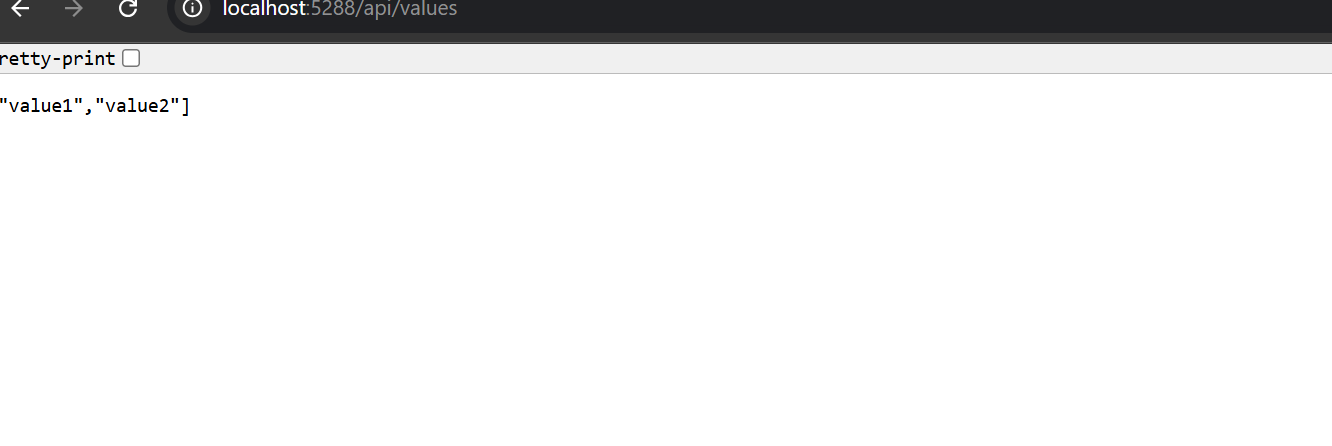 localhost:5288/api/values
retty-print
"value1","value2"]